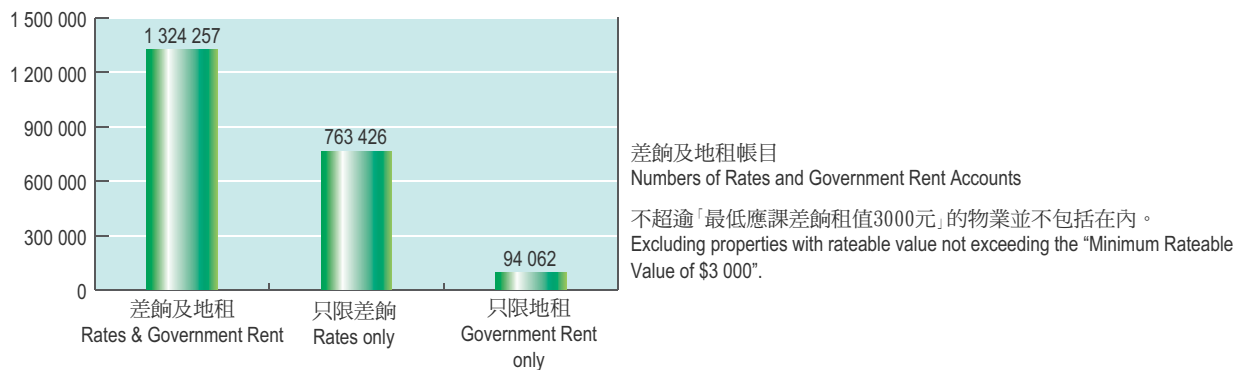 1 500 000
1 200 000
900 000
600 000
300 000
0
1 324 257
763 426
94 062
差餉及地租
Rates & Government Rent
只限差餉
Rates only
只限地租
Government Rent
only
差餉及地租帳目
Numbers of Rates and Government Rent Accounts
不超逾「最低應課差餉租值3000元」的物業並不包括在內。
Excluding properties with rateable value not exceeding the “Minimum Rateable
Value of $3 000”.